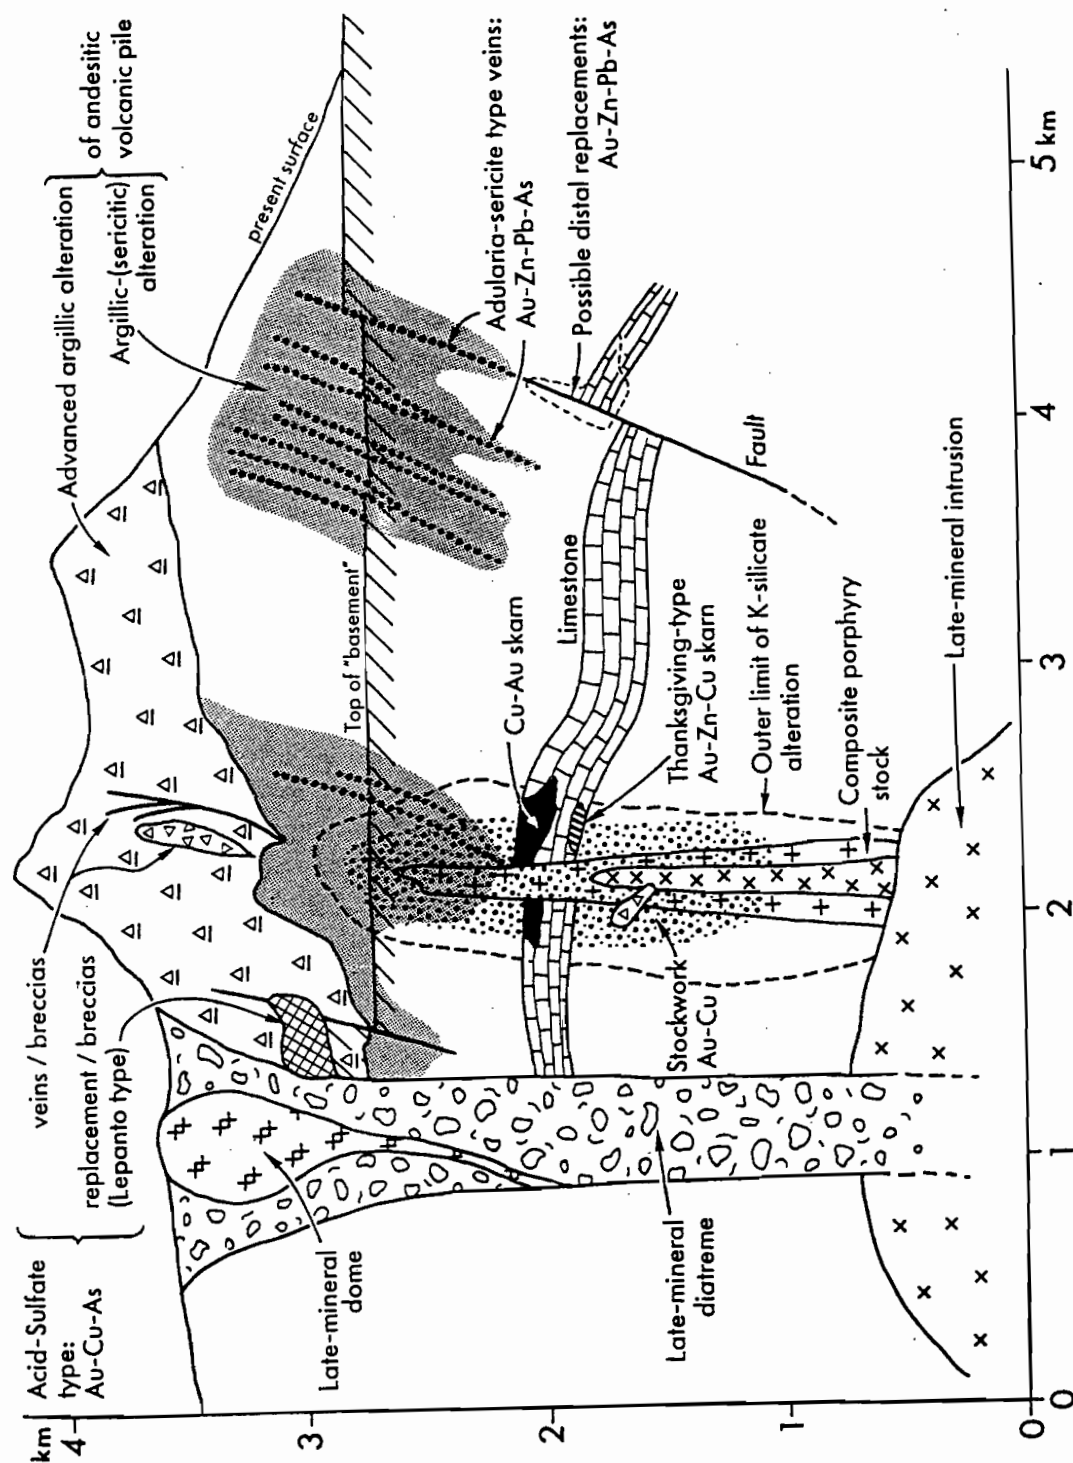 km
4
3
2
1
0
0
1
2
3
4
5 km
Acid-Sulfate
type:
Au-Cu-As
veins / breccias
replacement / breccias
(Lepanto type)
Advanced argillic alteration
Argillic-(sericitic)
alteration
of andesitic
volcanic pile
present surface
Top of "basement"
Adularia-sericite type veins:
Au-Zn-Pb-As
Possible distal replacements:
Au-Zn-Pb-As
Cu-Au skarn
Limestone
Thanksgiving-type
Au-Zn-Cu skarn
Fault
Outer limit of K-silicate
alteration
Composite porphyry
stock
Stockwork
Au-Cu
Late-mineral
dome
Late-mineral
diatreme
Late-mineral intrusion